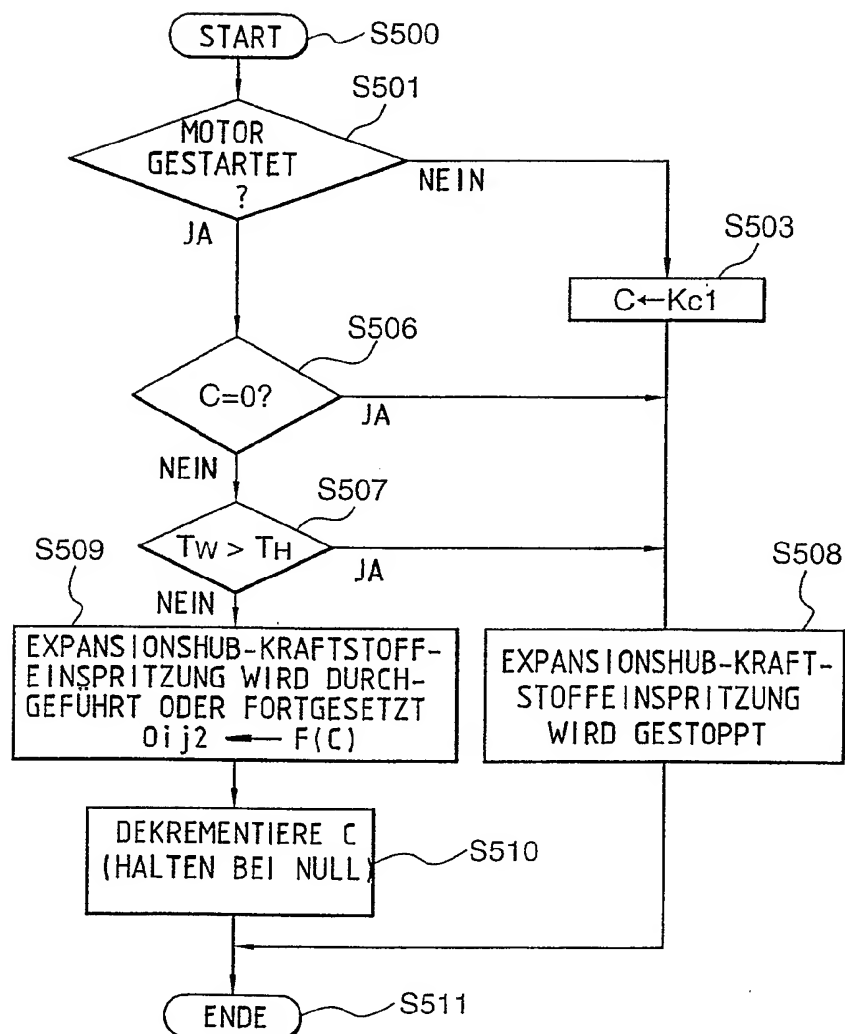 START
S500
S501
MOTOR
GESTARTET
?
NEIN
JA
S503
C←Kc1
S506
C=0?
JA
NEIN
S507
TW > TH
JA
NEIN
S509
S508
EXPANSIONSHUB-KRAFTSTOFF-
EINSPRITZUNG WIRD DURCH-
GEFÜHRT ODER FORTGESETZT
Qij2 ← F(C)
EXPANSIONSHUB-KRAFT-
STOFFEINSPRITZUNG
WIRD GESTOPPT
DEKREMENTIERE C
(HALTEN BEI NULL)
S510
ENDE
S511